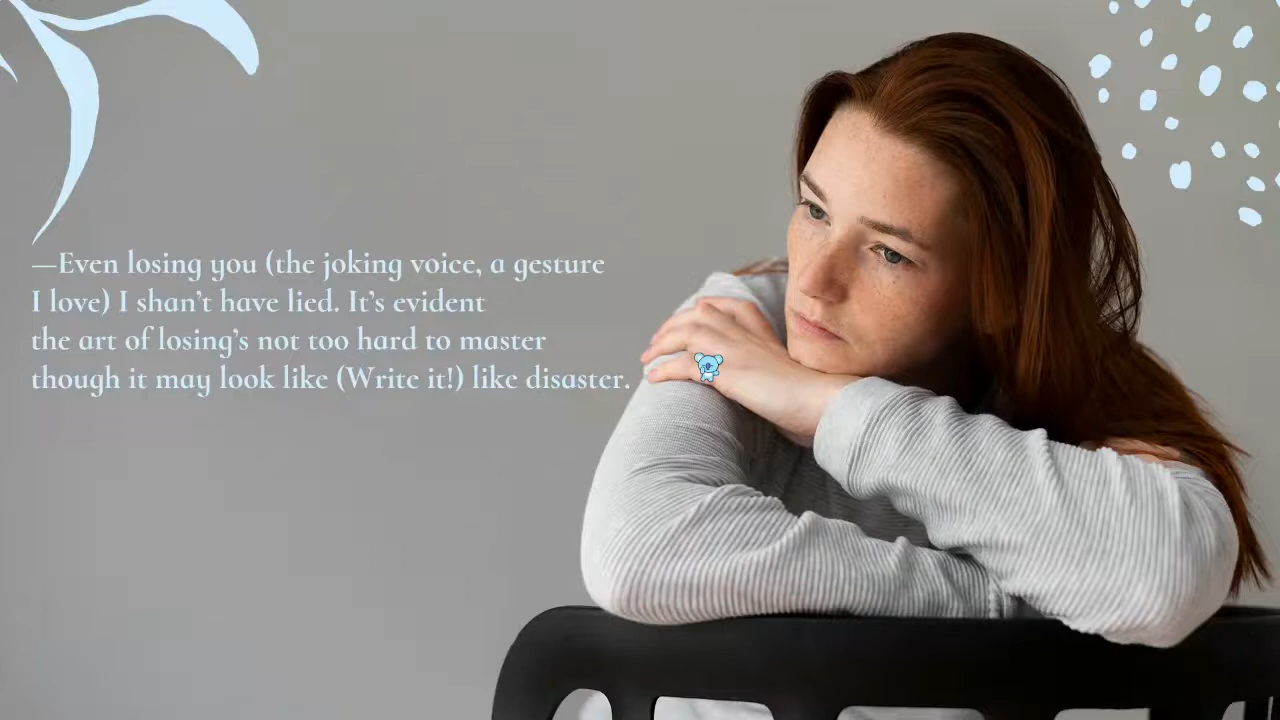 —Even losing you (the joking voice, a gesture
I love) I shan’t have lied. It’s evident
the art of losing’s not too hard to master
though it may look like (Write it!) like disaster.